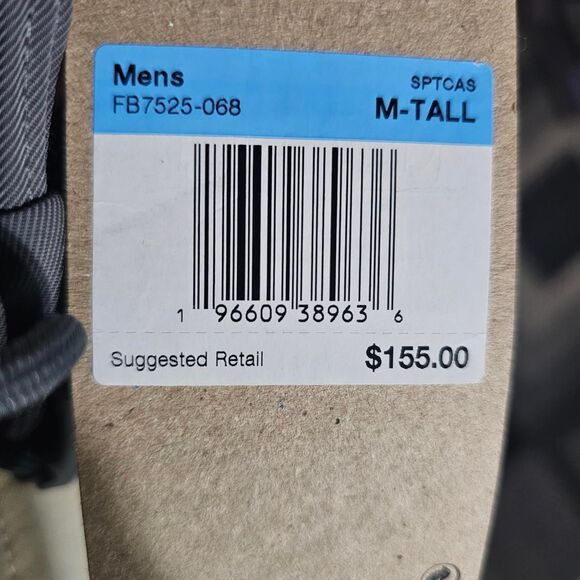 Mens
SPTCAS
FB7525-068
M-TALL
1 96609 38963 6
Suggested Retail
$155.00